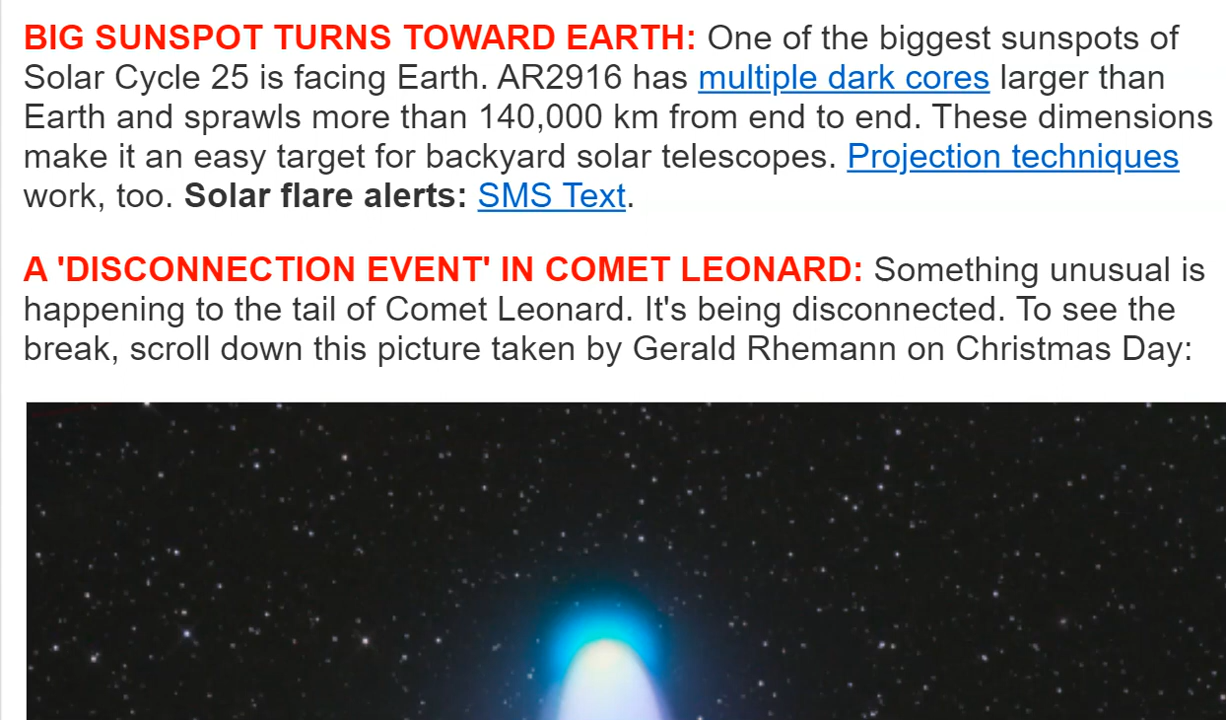 BIG SUNSPOT TURNS TOWARD EARTH: One of the biggest sunspots of
Solar Cycle 25 is facing Earth. AR2916 has multiple dark cores larger than
Earth and sprawls more than 140,000 km from end to end. These dimensions
make it an easy target for backyard solar telescopes. Projection techniques
work, too. Solar flare alerts: SMS Text.
A 'DISCONNECTION EVENT' IN COMET LEONARD: Something unusual is
happening to the tail of Comet Leonard. It's being disconnected. To see the
break, scroll down this picture taken by Gerald Rhemann on Christmas Day: